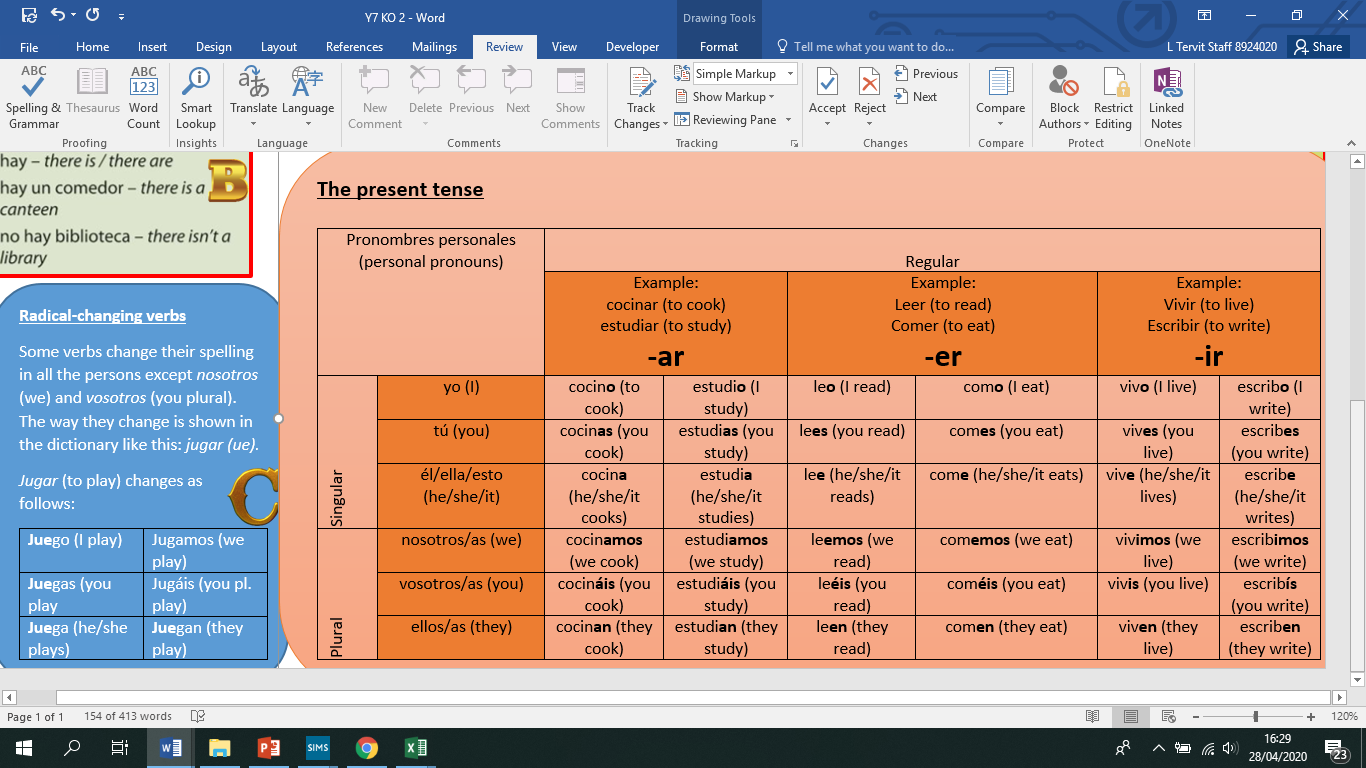 Y7 KO 2 - Word
Drawing Tools
File Home Insert Design Layout References Mailings Review View Developer Format Tell me what you want to do... L Tervit Staff 8924020 Share
Spelling & Grammar
Thesaurus
Word Count
Proofing
Smart Lookup
Insights
Translate
Language
Language
New Comment
Delete
Previous
Next
Show Comments
Comments
Track Changes
Simple Markup
Show Markup
Reviewing Pane
Tracking
Accept
Reject
Previous
Next
Changes
Compare
Compare
Block Authors
Restrict Editing
Protect
Linked Notes
OneNote
hay – there is / there are
hay un comedor – there is a
canteen
no hay biblioteca – there isn't a
library
B
Radical-changing verbs
Some verbs change their spelling
in all the persons except nosotros
(we) and vosotros (you plural).
The way they change is shown in
the dictionary like this: jugar (ue).
Jugar (to play) changes as
follows:
C
Juego (I play) Jugamos (we play)
Juegas (you play Jugáis (you pl. play)
Juega (he/she plays) Juegan (they play)
The present tense
Pronombres personales
(personal pronouns)
Regular
Example:
cocinar (to cook)
estudiar (to study)
-ar
Example:
Leer (to read)
Comer (to eat)
-er
Example:
Vivir (to live)
Escribir (to write)
-ir
Singular
yo (I) cocino (to cook) estudio (I study) leo (I read) como (I eat) vivo (I live) escribo (I write)
tú (you) cocinas (you cook) estudias (you study) lees (you read) comes (you eat) vives (you live) escribes (you write)
él/ella/esto (he/she/it) cocina (he/she/it cooks) estudia (he/she/it studies) lee (he/she/it reads) come (he/she/it eats) vive (he/she/it lives) escribe (he/she/it writes)
Plural
nosotros/as (we) cocinamos (we cook) estudiamos (we study) leemos (we read) comemos (we eat) vivimos (we live) escribimos (we write)
vosotros/as (you) cocináis (you cook) estudiáis (you study) leéis (you read) coméis (you eat) vivis (you live) escribís (you write)
ellos/as (they) cocinan (they cook) estudian (they study) leen (they read) comen (they eat) viven (they live) escriben (they write)
Page 1 of 1 154 of 413 words 120%
SIMS
16:29
28/04/2020
23